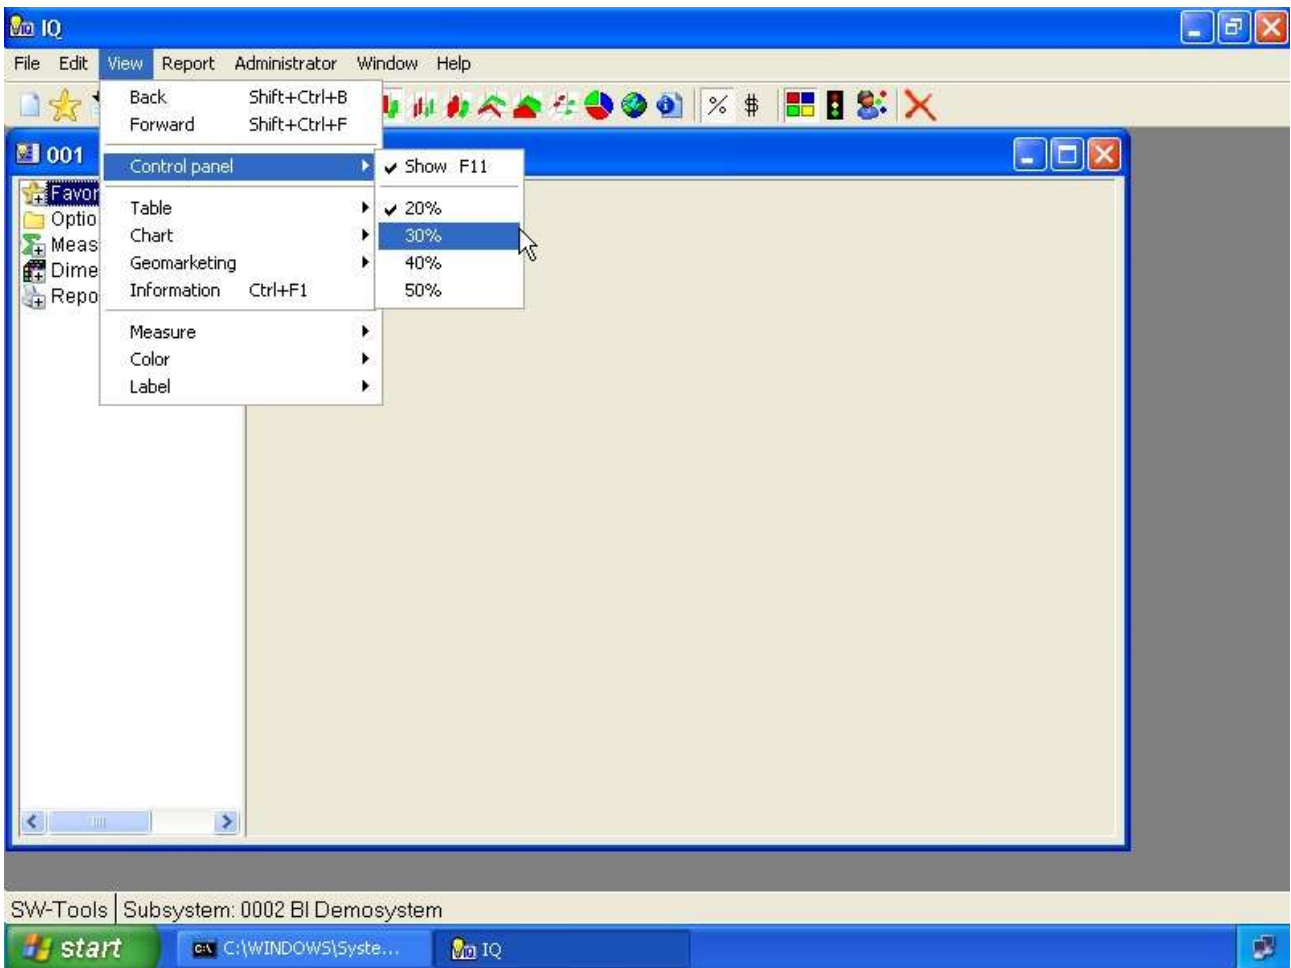 IQ
File Edit View Report Administrator Window Help
Back Shift+Ctrl+B
Forward Shift+Ctrl+F
% $
001
Control panel
Show F11
Favor
Optio
Meas
Dime
Repo
Table
Chart
Geomarketing
Information Ctrl+F1
20%
30%
40%
50%
Measure
Color
Label
SW-Tools Subsystem: 0002 BI Demosystem
start C:\WINDOWS\Syste... IQ